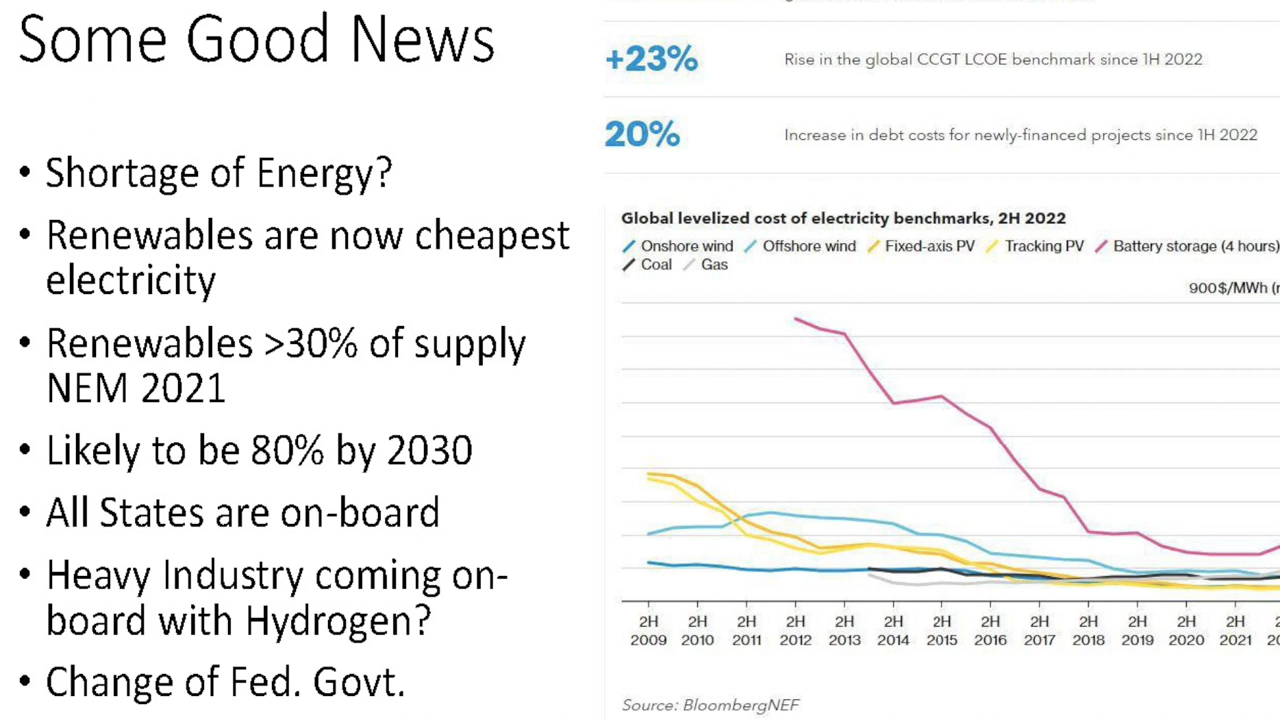 Some Good News
• Shortage of Energy?
• Renewables are now cheapest
electricity
• Renewables >30% of supply
NEM 2021
• Likely to be 80% by 2030
• All States are on-board
• Heavy Industry coming on-
board with Hydrogen?
• Change of Fed. Govt.
+23% Rise in the global CCGT LCOE benchmark since 1H 2022
20% Increase in debt costs for newly-financed projects since 1H 2022
Global levelized cost of electricity benchmarks, 2H 2022
Onshore wind Offshore wind Fixed-axis PV Tracking PV Battery storage (4 hours)
Coal Gas
900$/MWh (r
2H 2H 2H 2H 2H 2H 2H 2H 2H 2H 2H 2H 2H 2
2009 2010 2011 2012 2013 2014 2015 2016 2017 2018 2019 2020 2021 20
Source: BloombergNEF